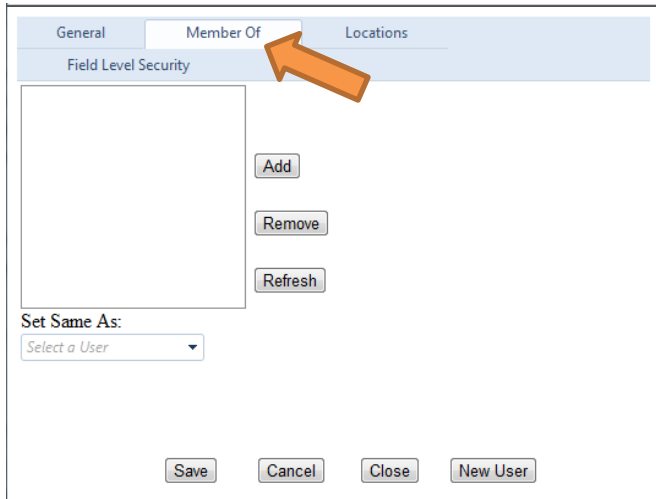 General Member Of Locations
Field Level Security
Add
Remove
Refresh
Set Same As:
Select a User
Save Cancel Close New User